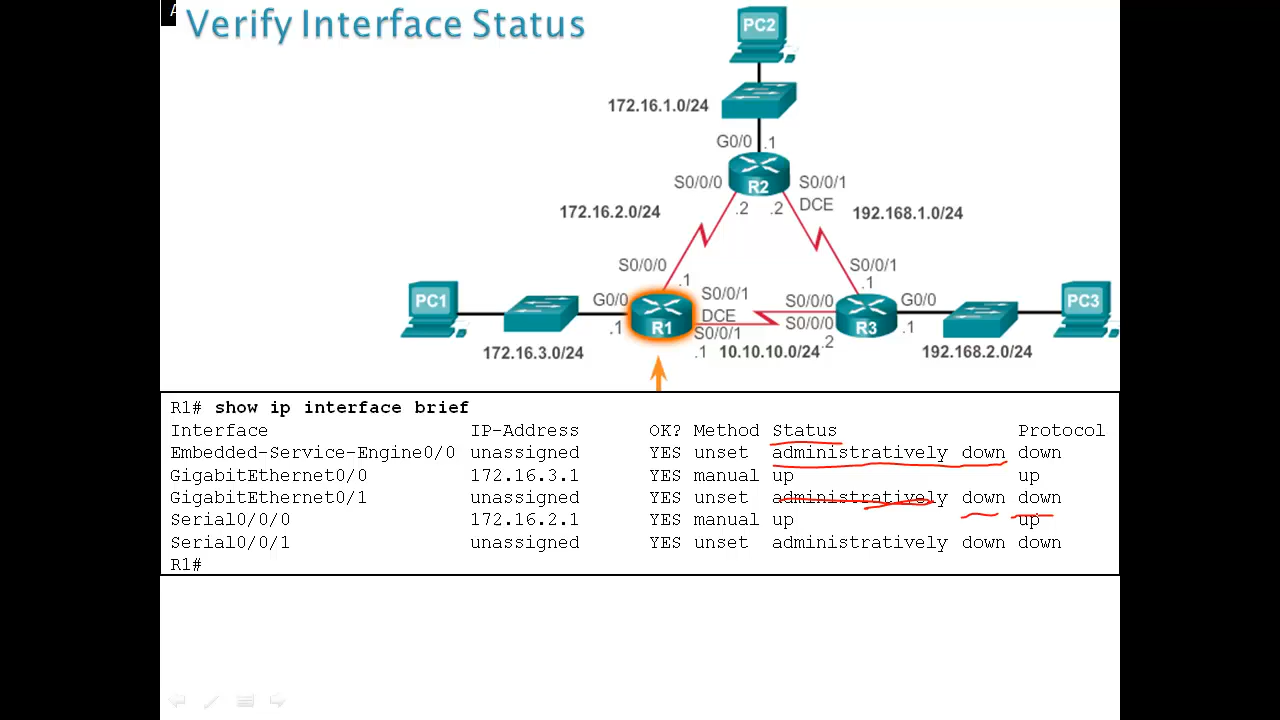 Verify Interface Status
PC2
172.16.1.0/24
G0/0 .1
R2
S0/0/0 S0/0/1
.2 .2 DCE
172.16.2.0/24 192.168.1.0/24
S0/0/0 S0/0/1
.1 .1
PC1 G0/0 S0/0/1 S0/0/0 G0/0 PC3
DCE
.1 R1 S0/0/0 R3 .1
S0/0/1
172.16.3.0/24 .1 10.10.10.0/24 .2 192.168.2.0/24
R1# show ip interface brief
Interface IP-Address OK? Method Status Protocol
Embedded-Service-Engine0/0 unassigned YES unset administratively down down
GigabitEthernet0/0 172.16.3.1 YES manual up up
GigabitEthernet0/1 unassigned YES unset administratively down down
Serial0/0/0 172.16.2.1 YES manual up up
Serial0/0/1 unassigned YES unset administratively down down
R1#